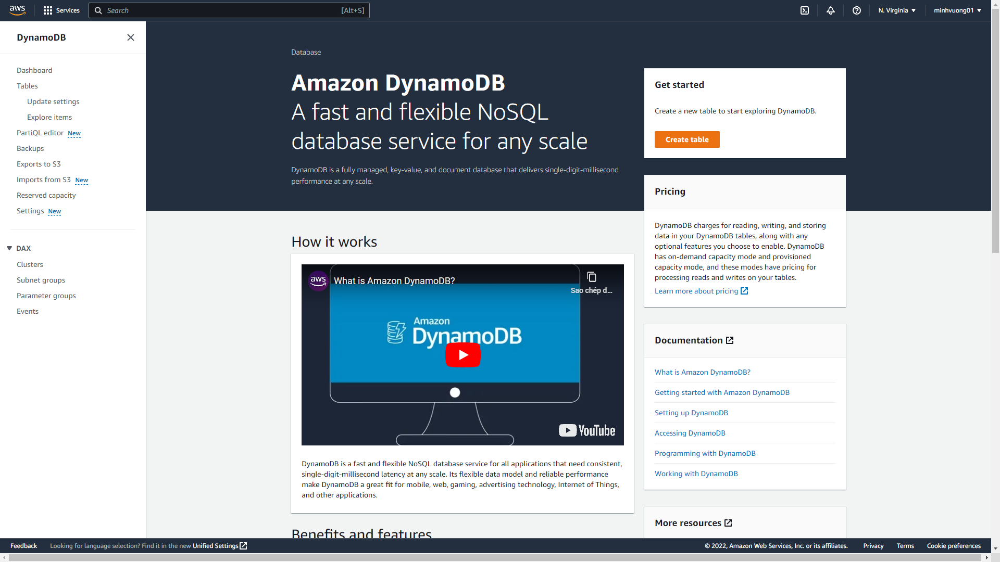 aws
Services
Search
[Alt+S]
N. Virginia
minhvuong01
DynamoDB
Dashboard
Tables
Update settings
Explore items
PartiQL editor New
Backups
Exports to S3
Imports from S3 New
Reserved capacity
Settings New
DAX
Clusters
Subnet groups
Parameter groups
Events
Database
Amazon DynamoDB
A fast and flexible NoSQL
database service for any scale
DynamoDB is a fully managed, key-value, and document database that delivers single-digit-millisecond
performance at any scale.
How it works
aws
What is Amazon DynamoDB?
Sao chép đ...
Amazon
DynamoDB
YouTube
DynamoDB is a fast and flexible NoSQL database service for all applications that need consistent,
single-digit-millisecond latency at any scale. Its flexible data model and reliable performance
make DynamoDB a great fit for mobile, web, gaming, advertising technology, Internet of Things,
and other applications.
Benefits and features
Get started
Create a new table to start exploring DynamoDB.
Create table
Pricing
DynamoDB charges for reading, writing, and storing
data in your DynamoDB tables, along with any
optional features you choose to enable. DynamoDB
has on-demand capacity mode and provisioned
capacity mode, and these modes have pricing for
processing reads and writes on your tables.
Learn more about pricing
Documentation
What is Amazon DynamoDB?
Getting started with Amazon DynamoDB
Setting up DynamoDB
Accessing DynamoDB
Programming with DynamoDB
Working with DynamoDB
More resources
Feedback
Looking for language selection? Find it in the new Unified Settings
© 2022, Amazon Web Services, Inc. or its affiliates.
Privacy
Terms
Cookie preferences